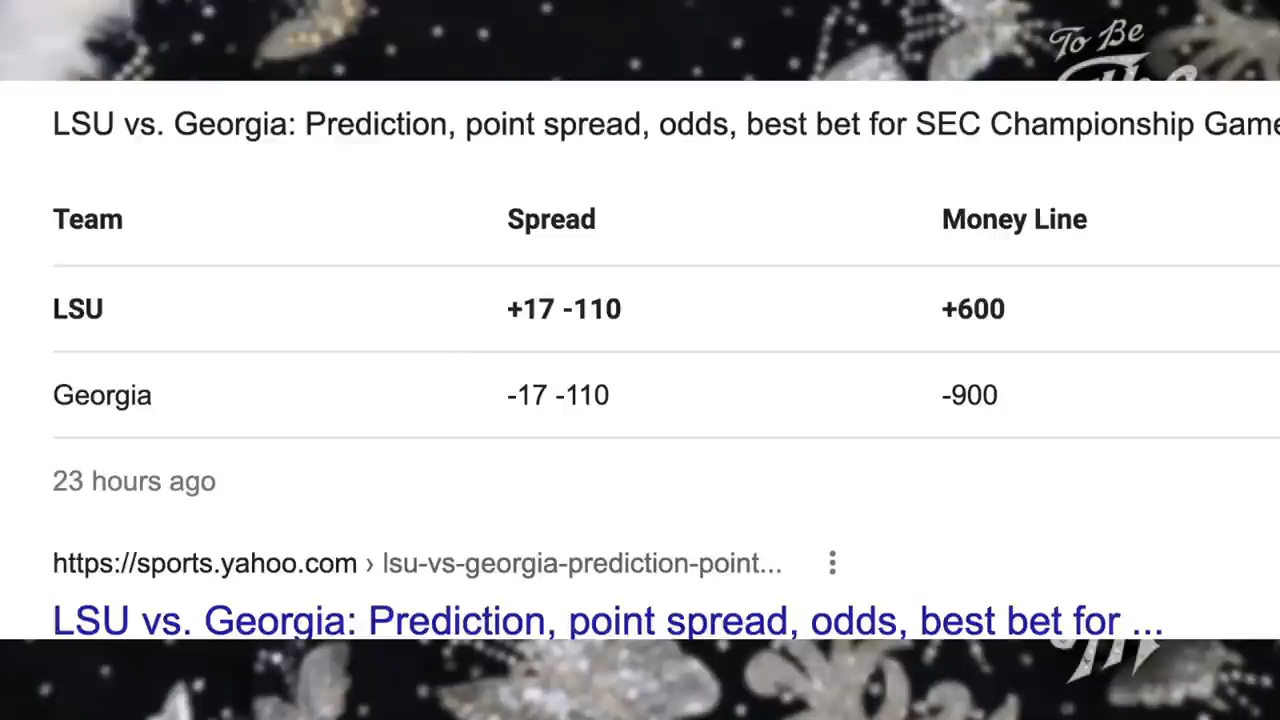 To Be
The
LSU vs. Georgia: Prediction, point spread, odds, best bet for SEC Championship Game
Team Spread Money Line
LSU +17 -110 +600
Georgia -17 -110 -900
23 hours ago
https://sports.yahoo.com › lsu-vs-georgia-prediction-point...
LSU vs. Georgia: Prediction, point spread, odds, best bet for ...